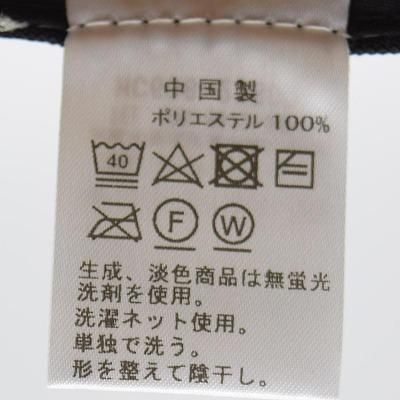 中国製
ポリエステル 100%
40
F W
生成、淡色商品は無蛍光
洗剤を使用。
洗濯ネット使用。
単独で洗う。
形を整えて陰干し。